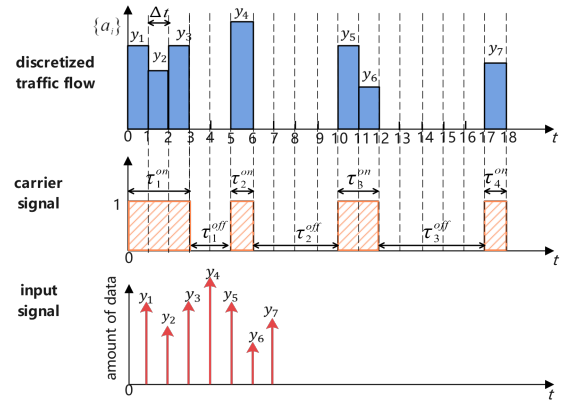 {a_i}
y_1 Δt y_3 y_4 y_5 y_7
y_2 y_6
discretized
traffic flow
0 1 2 3 4 5 6 7 8 9 10 11 12 13 14 15 16 17 18 t
carrier
signal
τ_1^on τ_2^on τ_3^on τ_4^on
1
τ_1^off τ_2^off τ_3^off
0 t
input
signal
amount of data
y_1 y_2 y_3 y_4 y_5 y_6 y_7
0 t